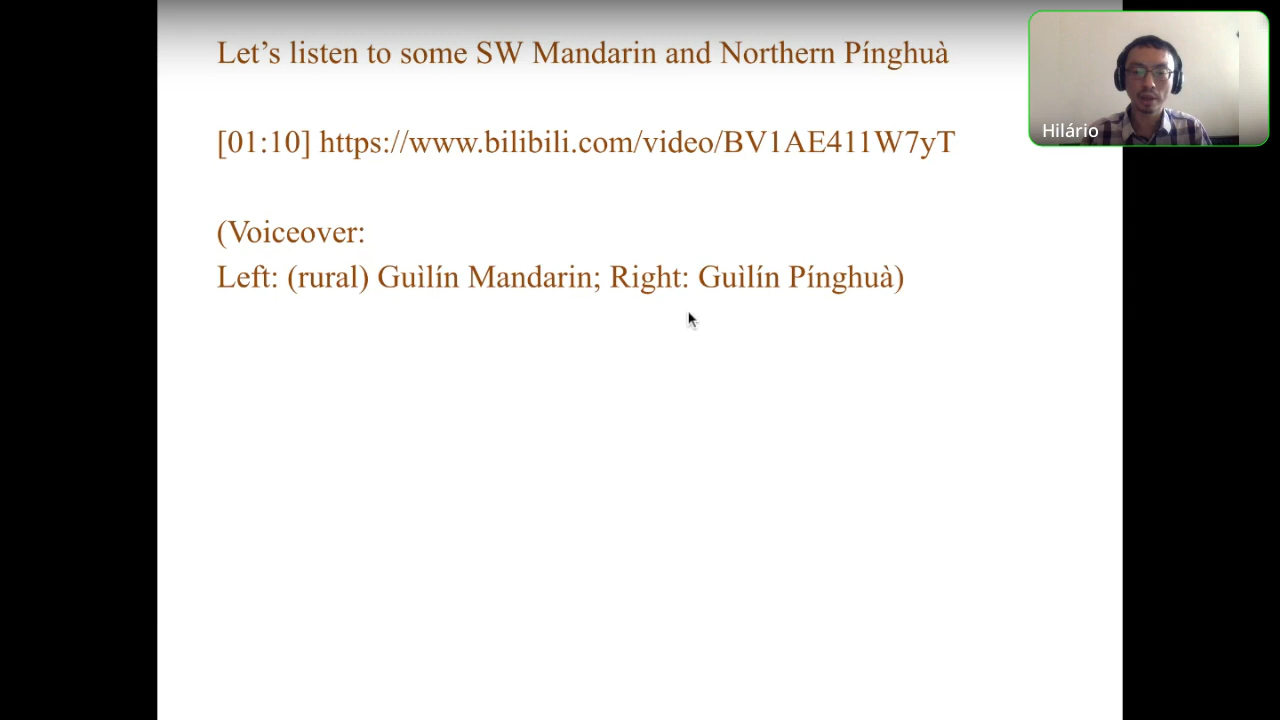 Let’s listen to some SW Mandarin and Northern Pínghuà
[01:10] https://www.bilibili.com/video/BV1AE411W7yT
(Voiceover:
Left: (rural) Guìlín Mandarin; Right: Guìlín Pínghuà)
Hilário